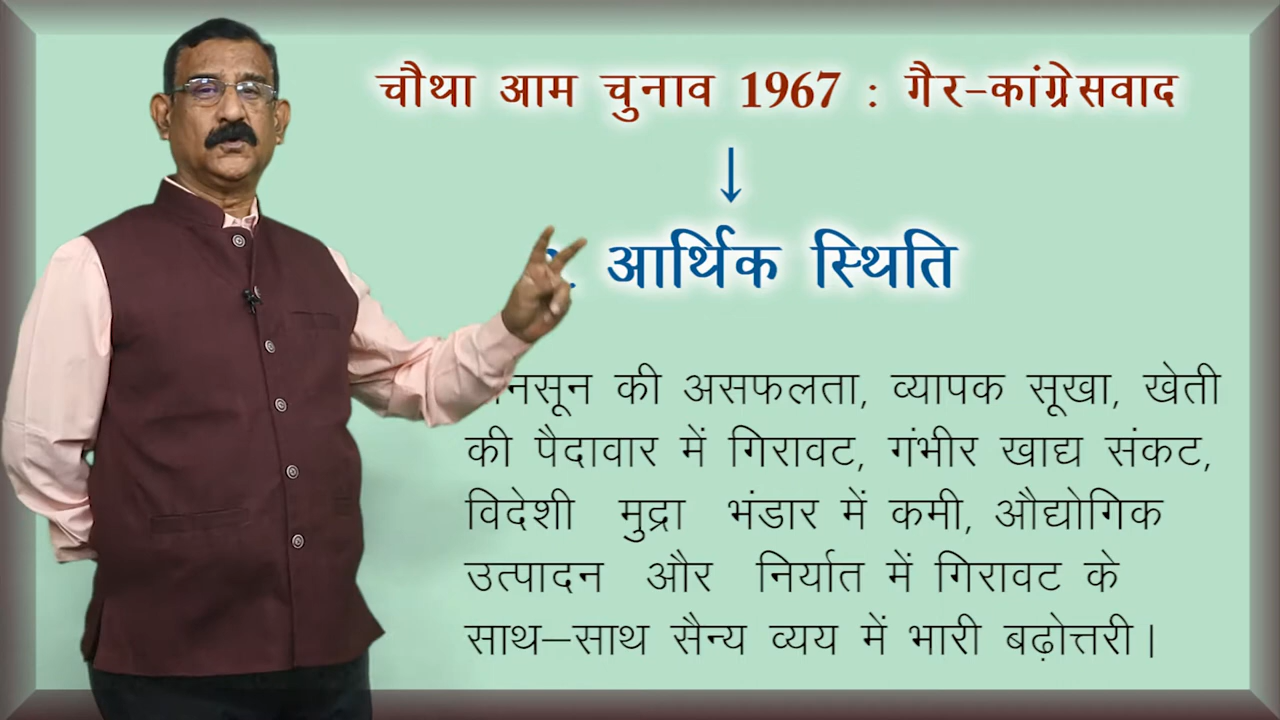 चौथा आम चुनाव 1967 : गैर-कांग्रेसवाद
↓
आर्थिक स्थिति
की असफलता, व्यापक सूखा, खेती
की पैदावार में गिरावट, गंभीर खाद्य संकट,
विदेशी मुद्रा भंडार में कमी, औद्योगिक
उत्पादन और निर्यात में गिरावट के
साथ–साथ सैन्य व्यय में भारी बढ़ोत्तरी।